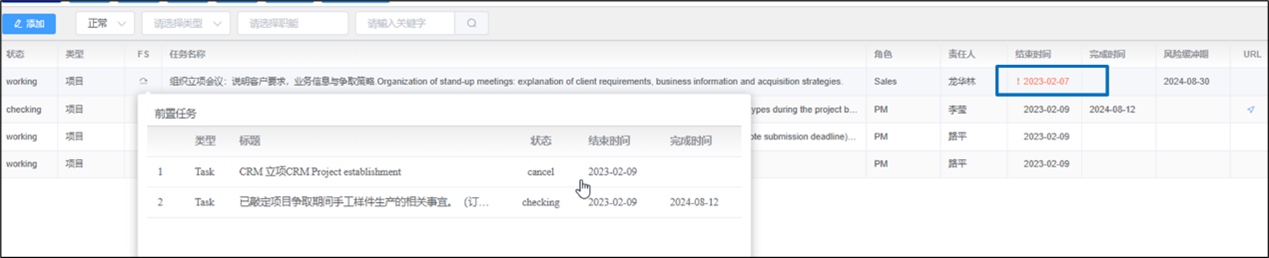 添加 正常 请选择类型 请选择职能 请输入关键字
状态 类型 FS 任务名称 角色 责任人 结束时间 完成时间 风险缓冲期 URL
working 项目 组织立项会议：说明客户要求，业务信息与争取策略.Organization of stand-up meetings: explanation of client requirements, business information and acquisition strategies. Sales 龙华林 ! 2023-02-07 2024-08-30
checking 项目 ypes during the project b... PM 李莹 2023-02-09 2024-08-12
working 项目 ote submission deadline)... PM 路平 2023-02-09
working 项目 PM 路平 2023-02-09
前置任务
类型 标题 状态 结束时间 完成时间
1 Task CRM 立项CRM Project establishment cancel 2023-02-09
2 Task 已敲定项目争取期间手工样件生产的相关事宜。（订... checking 2023-02-09 2024-08-12